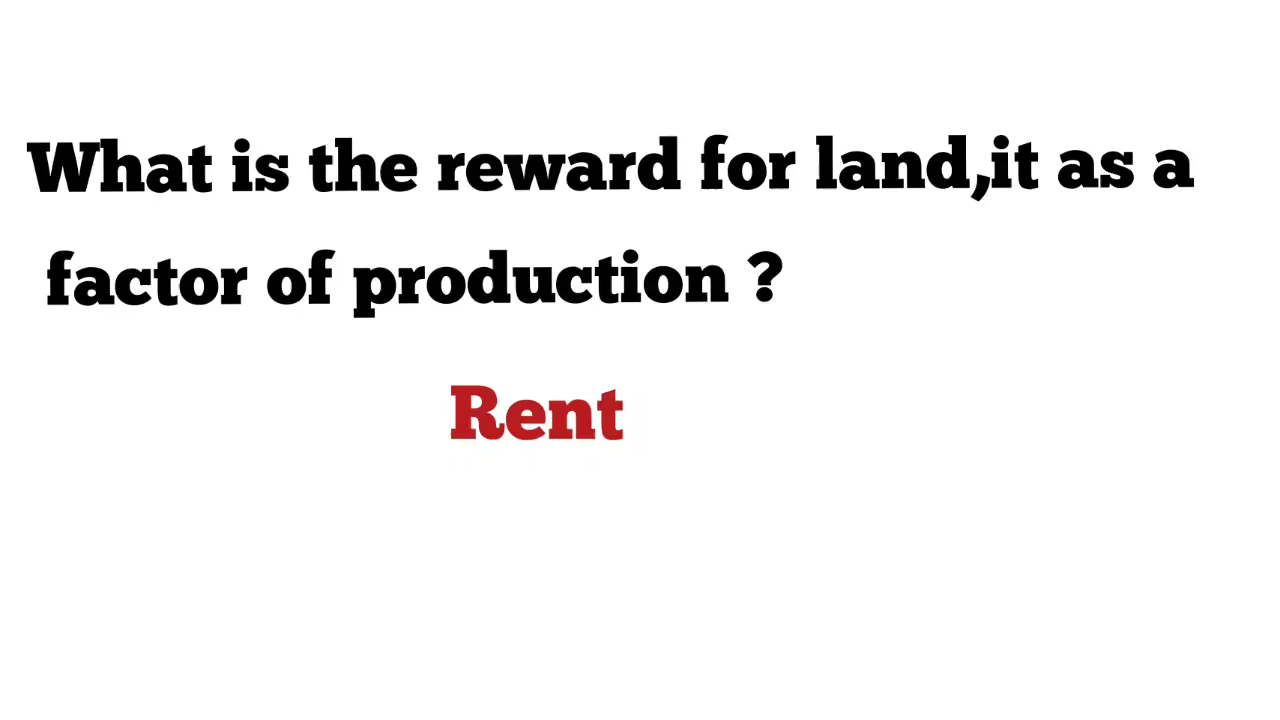 What is the reward for land,it as a
factor of production ?
Rent